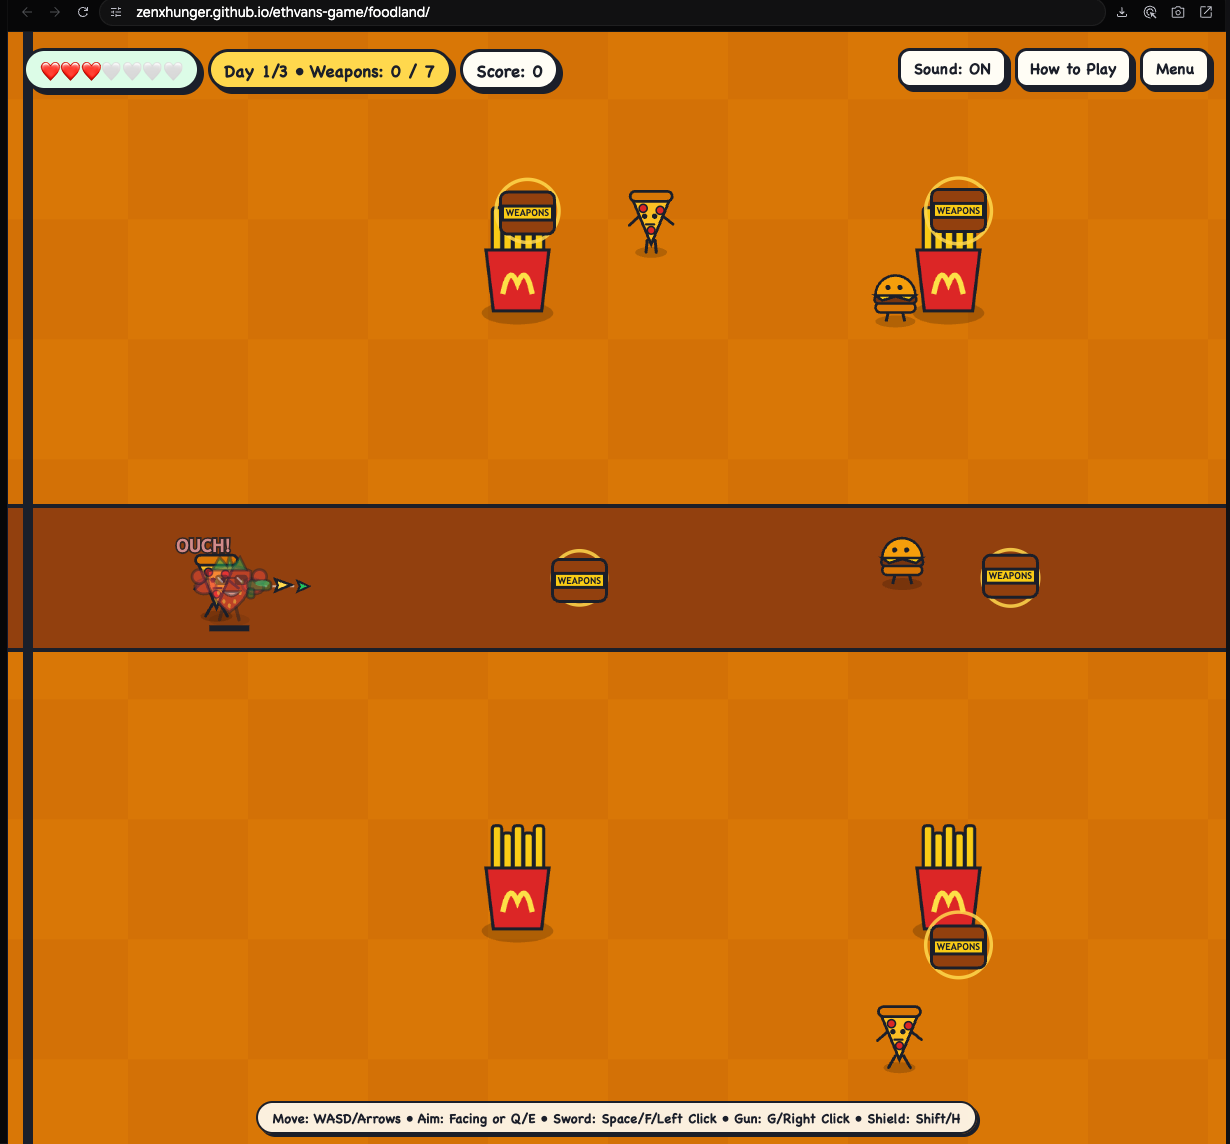 zenxhunger.github.io/ethvans-game/foodland/
Day 1/3 • Weapons: 0 / 7
Score: 0
Sound: ON
How to Play
Menu
WEAPONS
WEAPONS
M
M
OUCH!
WEAPONS
WEAPONS
M
M
WEAPONS
Move: WASD/Arrows • Aim: Facing or Q/E • Sword: Space/F/Left Click • Gun: G/Right Click • Shield: Shift/H